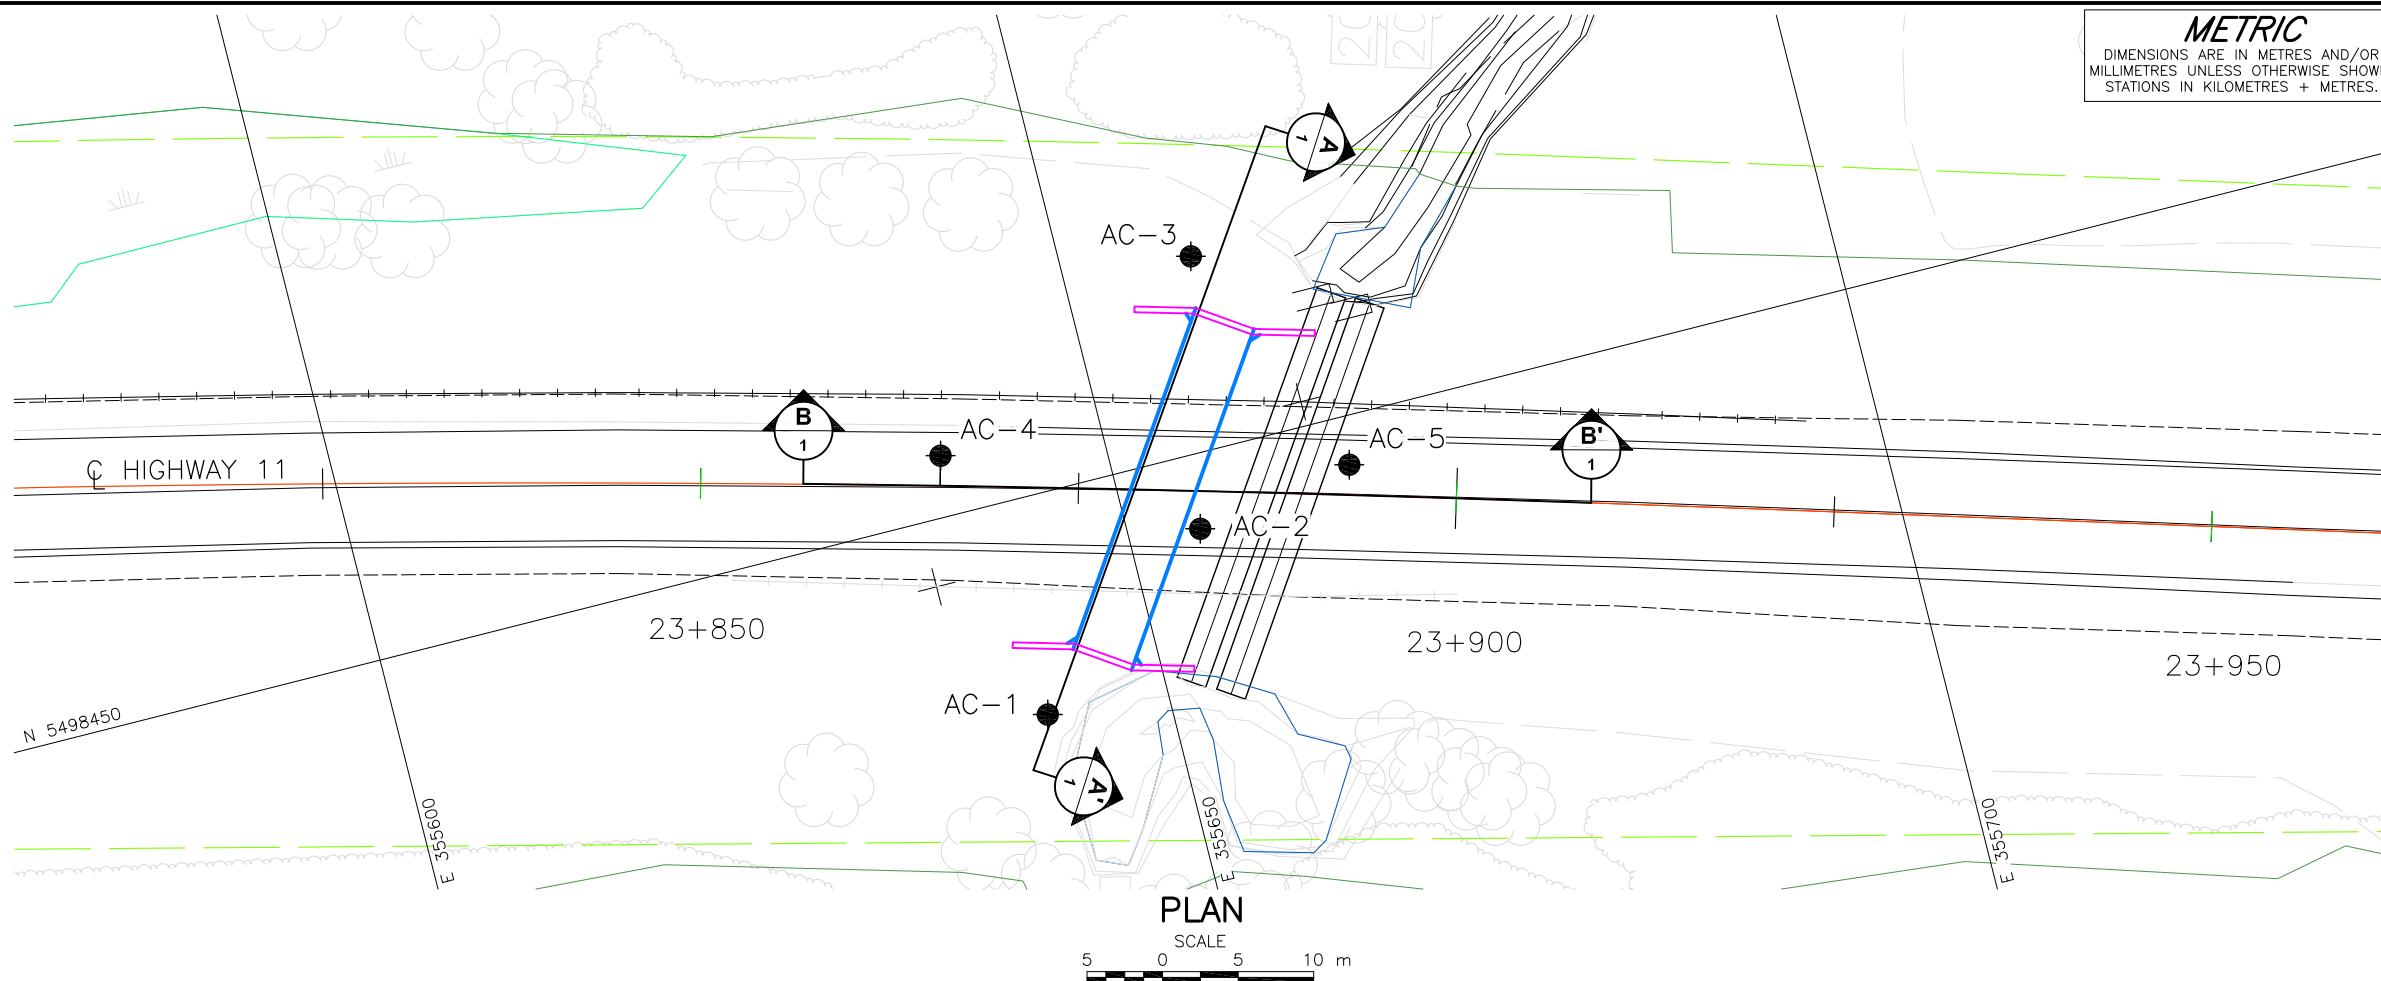 METRIC
DIMENSIONS ARE IN METRES AND/OR
MILLIMETRES UNLESS OTHERWISE
STATIONS IN KILOMETRES + METRES.
A
1
AC-3
B
1
AC-4
AC-5
B'
1
℄ HIGHWAY 11
AC-2
23+850
23+900
23+950
AC-1
N 5498450
A'
1
E 355600
E 355650
E 355700
PLAN
SCALE
5 0 5 10 m